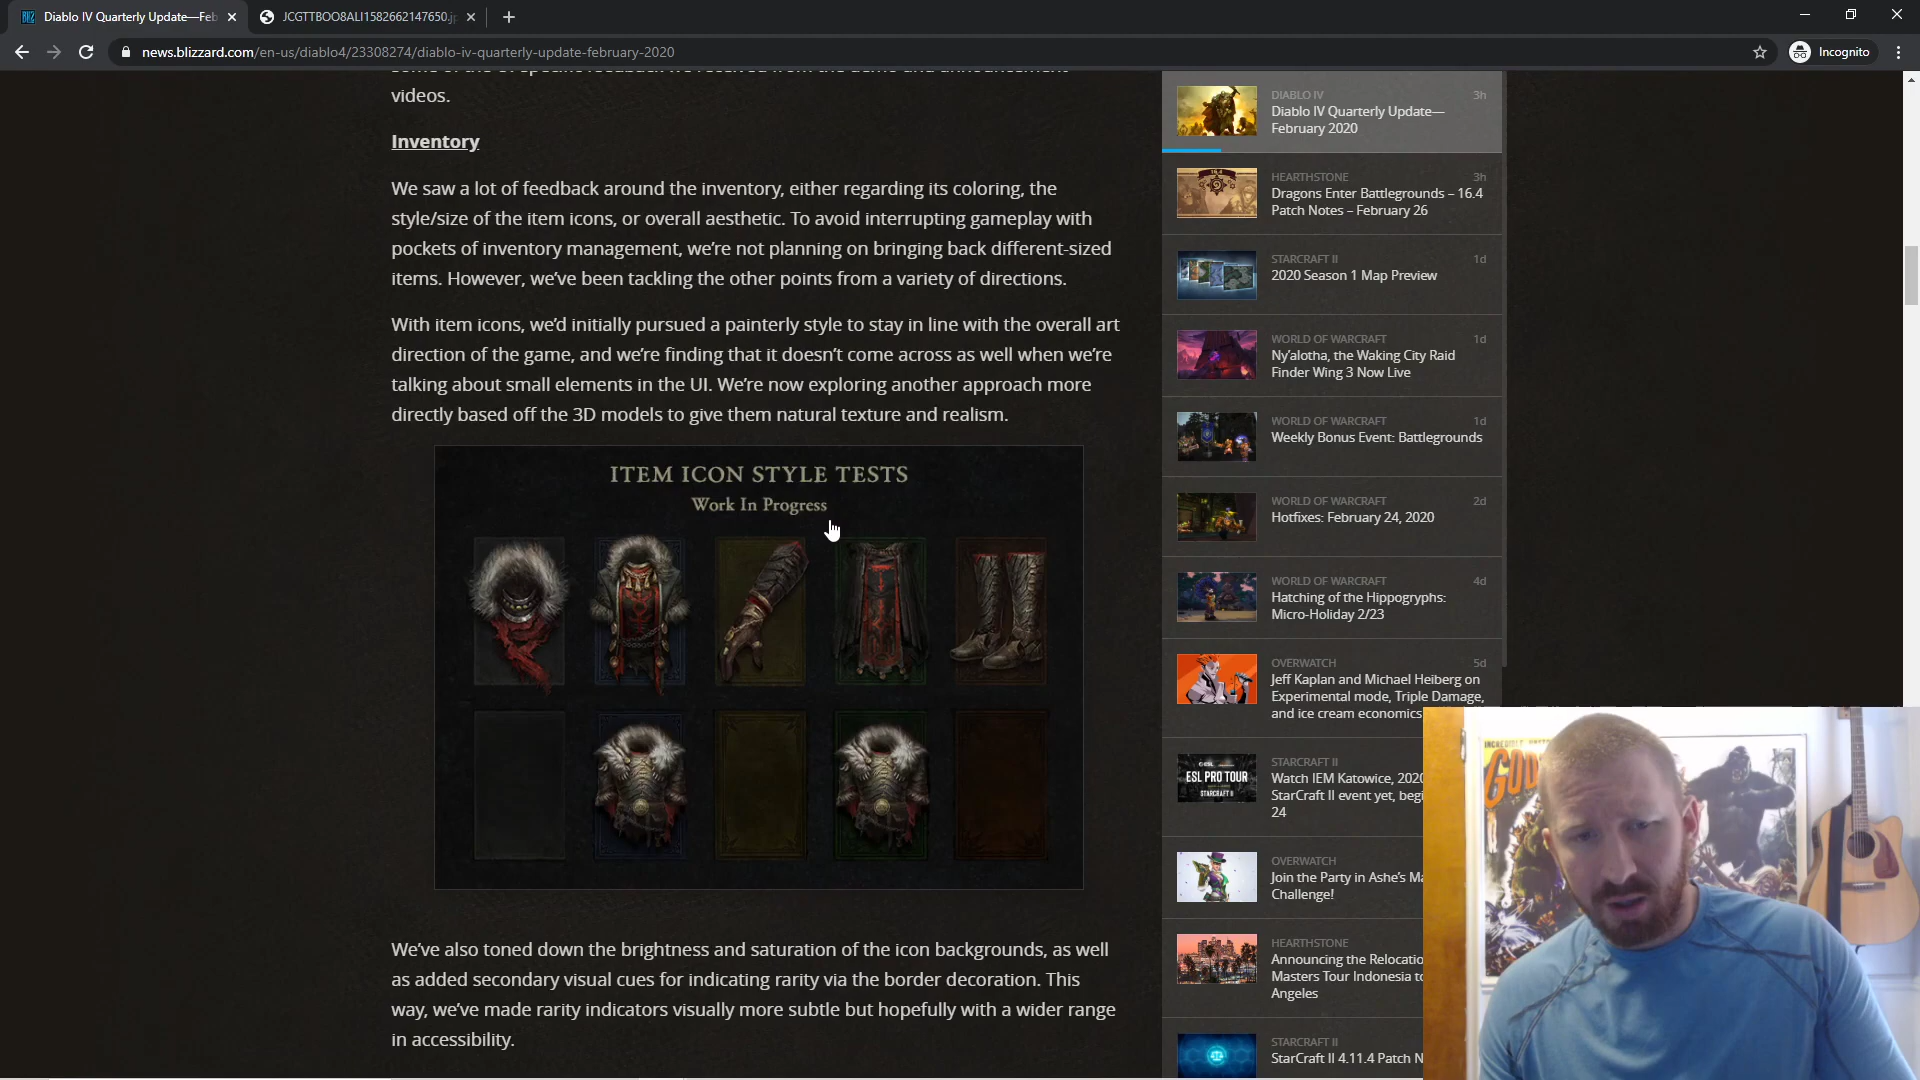 Diablo IV Quarterly Update—Feb
JCGTTBOO8ALI1582662147650.j
news.blizzard.com/en-us/diablo4/23308274/diablo-iv-quarterly-update-february-2020
Incognito
videos.
Inventory
We saw a lot of feedback around the inventory, either regarding its coloring, the
style/size of the item icons, or overall aesthetic. To avoid interrupting gameplay with
pockets of inventory management, we’re not planning on bringing back different-sized
items. However, we’ve been tackling the other points from a variety of directions.
With item icons, we’d initially pursued a painterly style to stay in line with the overall art
direction of the game, and we’re finding that it doesn’t come across as well when we’re
talking about small elements in the UI. We’re now exploring another approach more
directly based off the 3D models to give them natural texture and realism.
ITEM ICON STYLE TESTS
Work In Progress
We’ve also toned down the brightness and saturation of the icon backgrounds, as well
as added secondary visual cues for indicating rarity via the border decoration. This
way, we’ve made rarity indicators visually more subtle but hopefully with a wider range
in accessibility.
DIABLO IV 3h
Diablo IV Quarterly Update—
February 2020
HEARTHSTONE 3h
Dragons Enter Battlegrounds – 16.4
Patch Notes – February 26
STARCRAFT II 1d
2020 Season 1 Map Preview
WORLD OF WARCRAFT 1d
Ny’alotha, the Waking City Raid
Finder Wing 3 Now Live
WORLD OF WARCRAFT 1d
Weekly Bonus Event: Battlegrounds
WORLD OF WARCRAFT 2d
Hotfixes: February 24, 2020
WORLD OF WARCRAFT 4d
Hatching of the Hippogryphs:
Micro-Holiday 2/23
OVERWATCH 5d
Jeff Kaplan and Michael Heiberg on
Experimental mode, Triple Damage,
and ice cream economics
STARCRAFT II
ESL PRO TOUR
STARCRAFT II
Watch IEM Katowice, 2020
StarCraft II event yet, begi
24
OVERWATCH
Join the Party in Ashe’s Ma
Challenge!
HEARTHSTONE
Announcing the Relocatio
Masters Tour Indonesia to
Angeles
STARCRAFT II
StarCraft II 4.11.4 Patch N